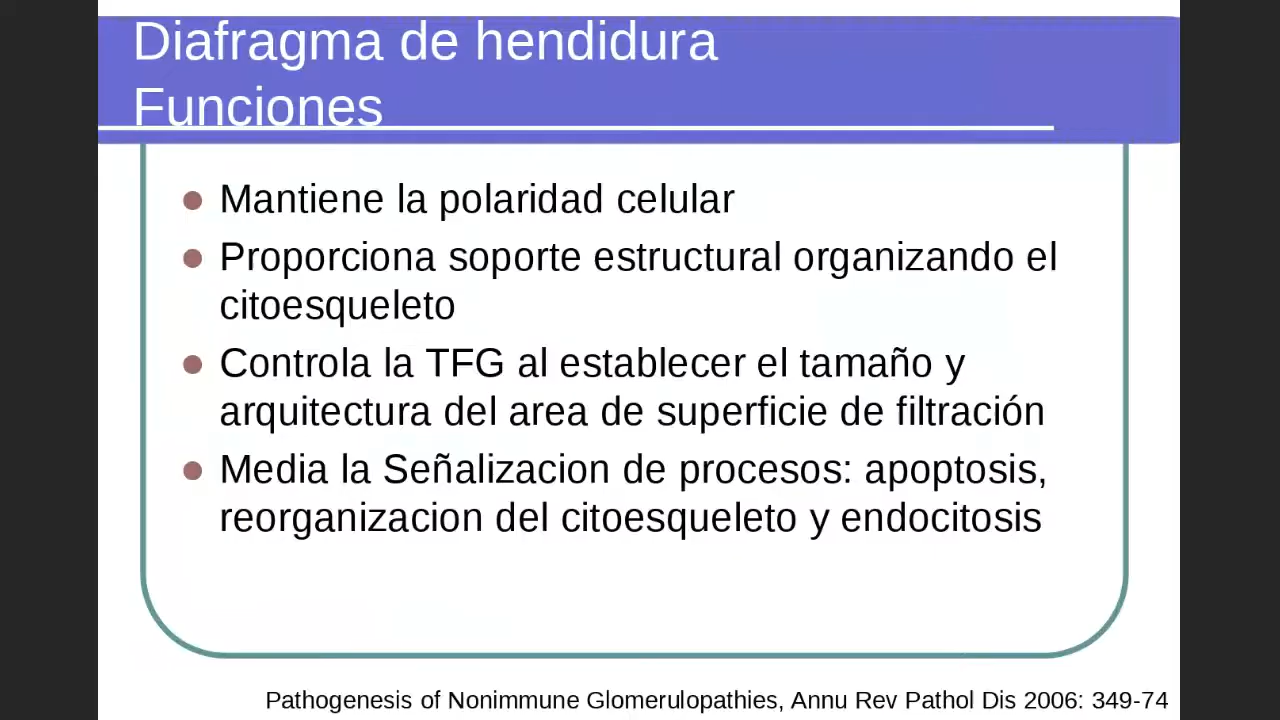 Diafragma de hendidura
Funciones
Mantiene la polaridad celular
Proporciona soporte estructural organizando el
citoesqueleto
Controla la TFG al establecer el tamaño y
arquitectura del area de superficie de filtración
Media la Señalizacion de procesos: apoptosis,
reorganizacion del citoesqueleto y endocitosis
Pathogenesis of Nonimmune Glomerulopathies, Annu Rev Pathol Dis 2006: 349-74